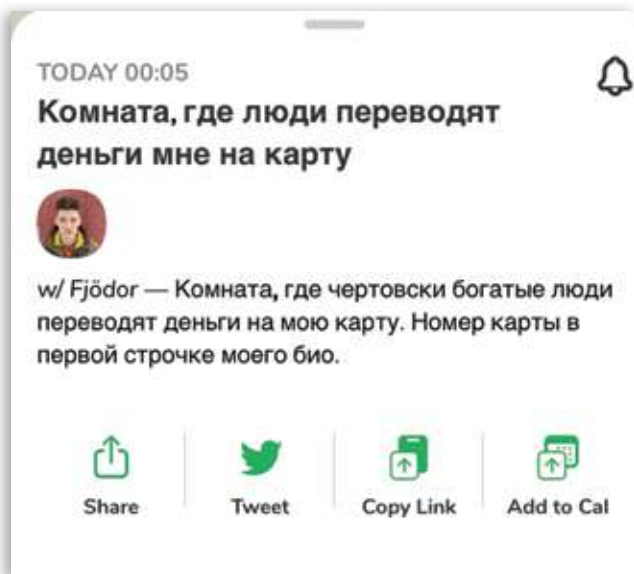 TODAY 00:05
Комната, где люди переводят
деньги мне на карту
w/ Fjödor — Комната, где чертовски богатые люди
переводят деньги на мою карту. Номер карты в
первой строчке моего био.
Share
Tweet
Copy Link
Add to Cal